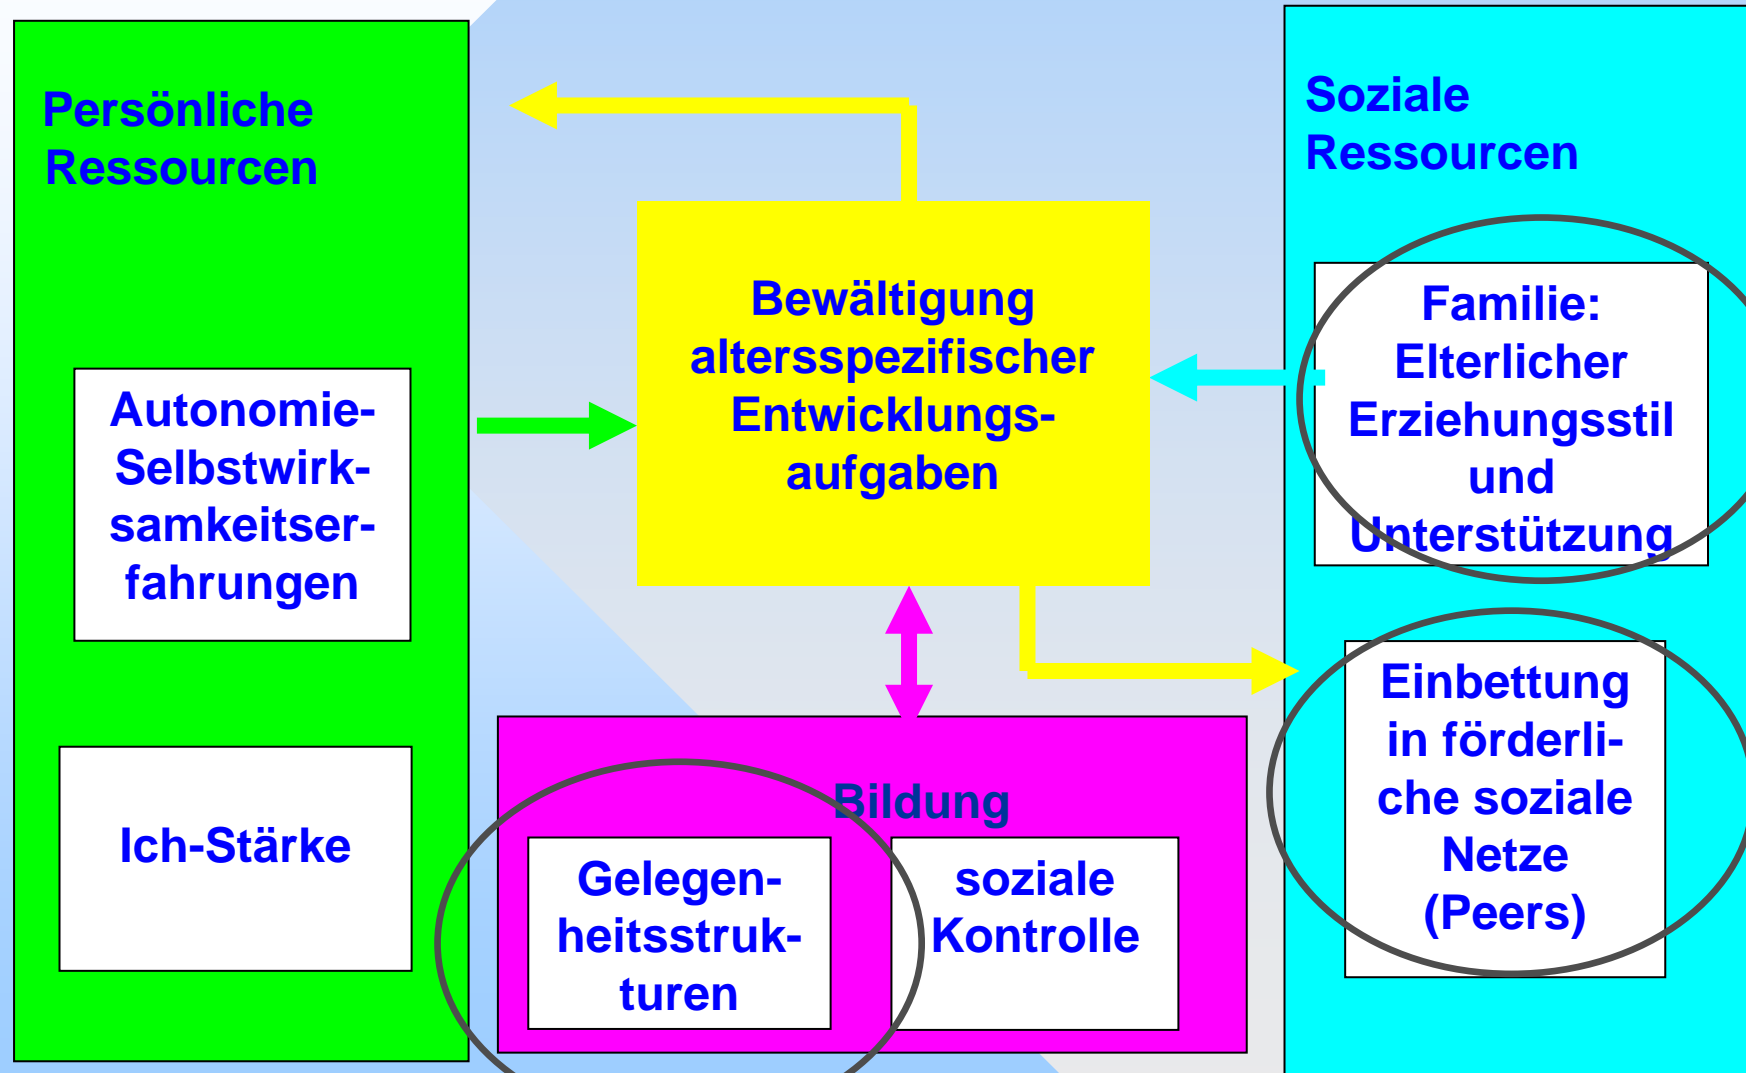 Persönliche
Ressourcen
Autonomie-
Selbstwirk-
samkeitser-
fahrungen
Ich-Stärke
Bewältigung
altersspezifischer
Entwicklungs-
aufgaben
Bildung
Gelegen-
heitsstruk-
turen
soziale
Kontrolle
Soziale
Ressourcen
Familie:
Elterlicher
Erziehungsstil
und
Unterstützung
Einbettung
in förderli-
che soziale
Netze
(Peers)